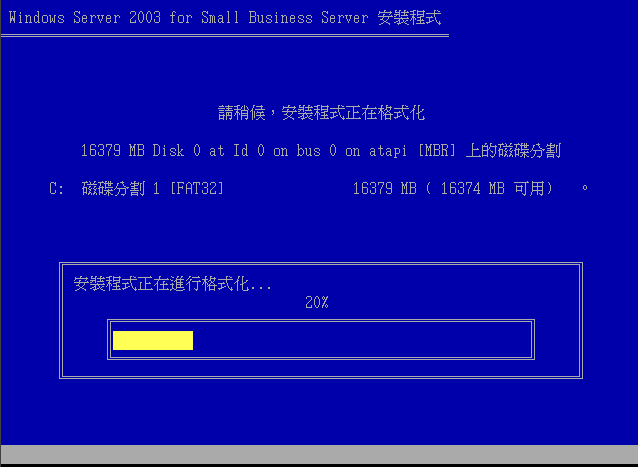 Windows Server 2003 for Small Business Server 安裝程式
請稍候，安裝程式正在格式化
16379 MB Disk 0 at Id 0 on bus 0 on atapi [MBR] 上的磁碟分割
C: 磁碟分割 1 [FAT32] 16379 MB ( 16374 MB 可用) 。
安裝程式正在進行格式化...
20%